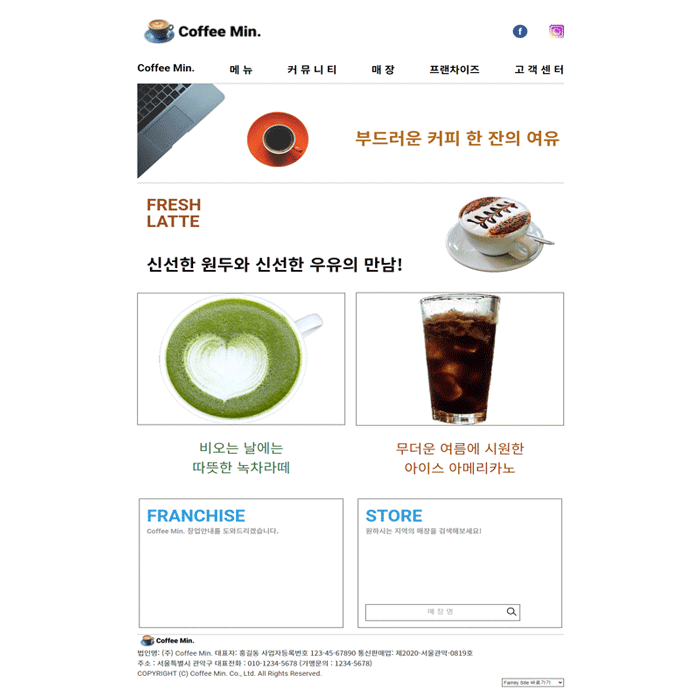 Coffee Min.
Coffee Min. 메 뉴 커 뮤 니 티 매 장 프랜차이즈 고 객 센 터
부드러운 커피 한 잔의 여유
FRESH
LATTE
신선한 원두와 신선한 우유의 만남!
비오는 날에는
따뜻한 녹차라떼
무더운 여름에 시원한
아이스 아메리카노
FRANCHISE
Coffee Min. 창업안내를 도와드리겠습니다.
STORE
원하시는 지역의 매장을 검색해보세요!
매 장 명
Coffee Min.
법인명: (주) Coffee Min. 대표자: 홍길동 사업자등록번호 123-45-67890 통신판매업: 제2020-서울관악-0819호
주소 : 서울특별시 관악구 대표전화 : 010-1234-5678 (가맹문의 : 1234-5678)
COPYRIGHT (C) Coffee Min. Co., Ltd. All Rights Reserved.
Family Site 바로가기